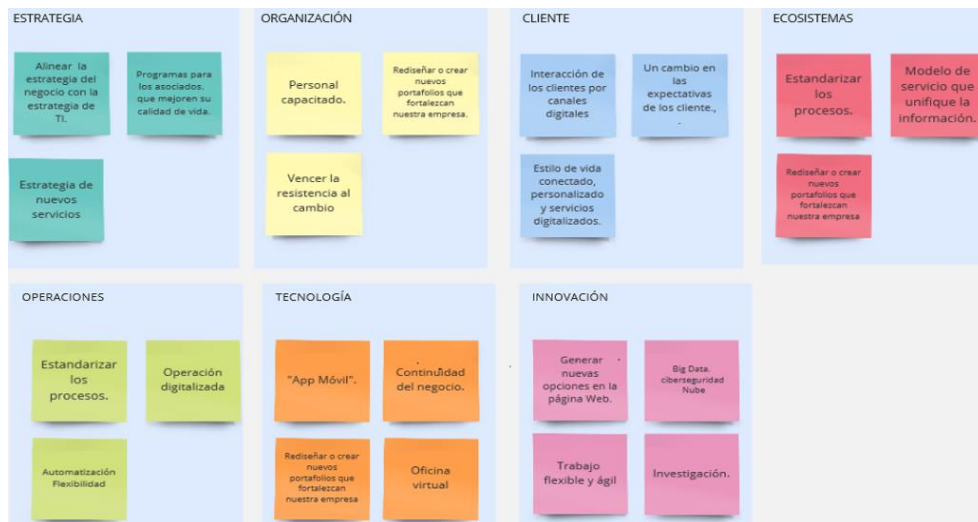 ESTRATEGIA
Alinear la
estrategia del
negocio con la
estrategia de
TI.
Programas para
los asociados.
que mejoren su
calidad de vida.
Estrategia de
nuevos
servicios
ORGANIZACIÓN
Personal
capacitado.
Rediseñar o crear
nuevos
portafolios que
fortalezcan
nuestra empresa.
Vencer la
resistencia al
cambio
CLIENTE
Interacción de
los clientes por
canales
digitales
Un cambio en
las
expectativas
de los cliente.,
.
Estilo de vida
conectado,
personalizado
y servicios
digitalizados.
ECOSISTEMAS
Estandarizar
los
procesos.
Modelo de
servicio que
unifique la
información.
Rediseñar o crear
nuevos
portafolios que
fortalezcan
nuestra empresa
OPERACIONES
Estandarizar
los
procesos.
Operación
digitalizada
Automatización
Flexibilidad
TECNOLOGÍA
"App Móvil".
Continuidad
del negocio.
Rediseñar o crear
nuevos
portafolios que
fortalezcan
nuestra empresa
Oficina
virtual
INNOVACIÓN
Generar
nuevas
opciones en la
página Web.
Big Data.
ciberseguridad
Nube
Trabajo
flexible y ágil
Investigación.